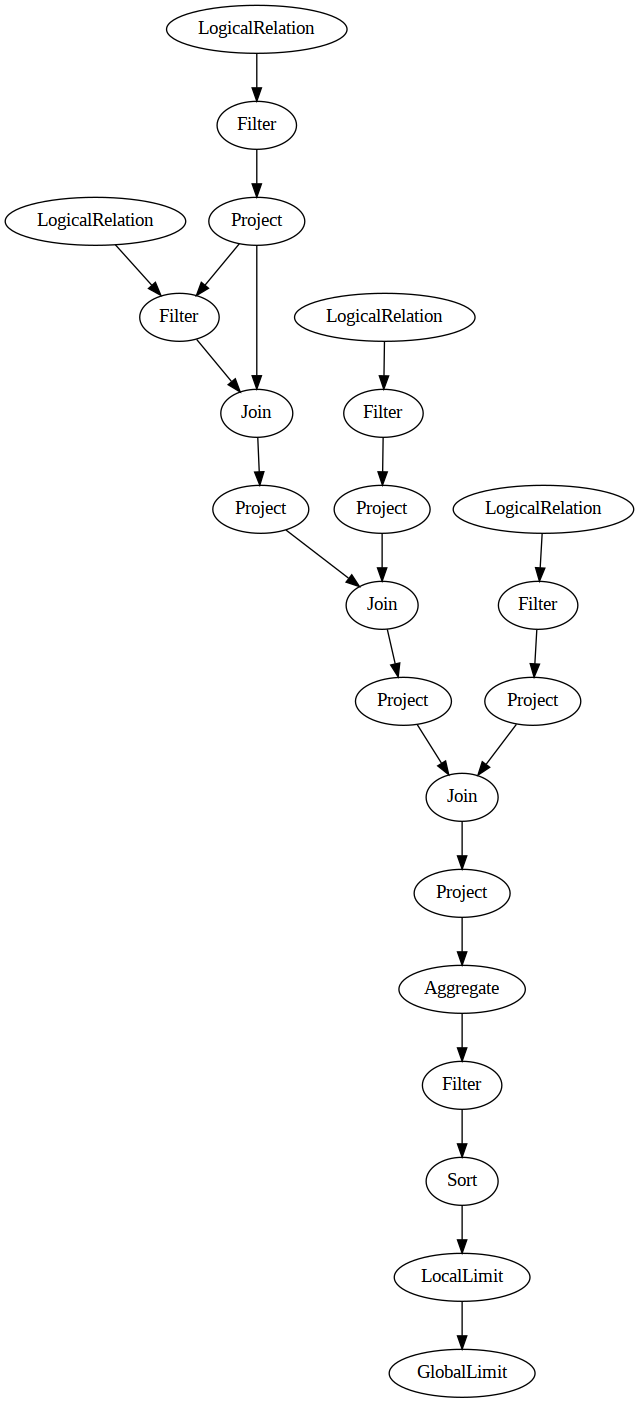 LogicalRelation
Filter
LogicalRelation
Project
Filter
LogicalRelation
Join
Filter
Project
Project
LogicalRelation
Join
Filter
Project
Project
Join
Project
Aggregate
Filter
Sort
LocalLimit
GlobalLimit